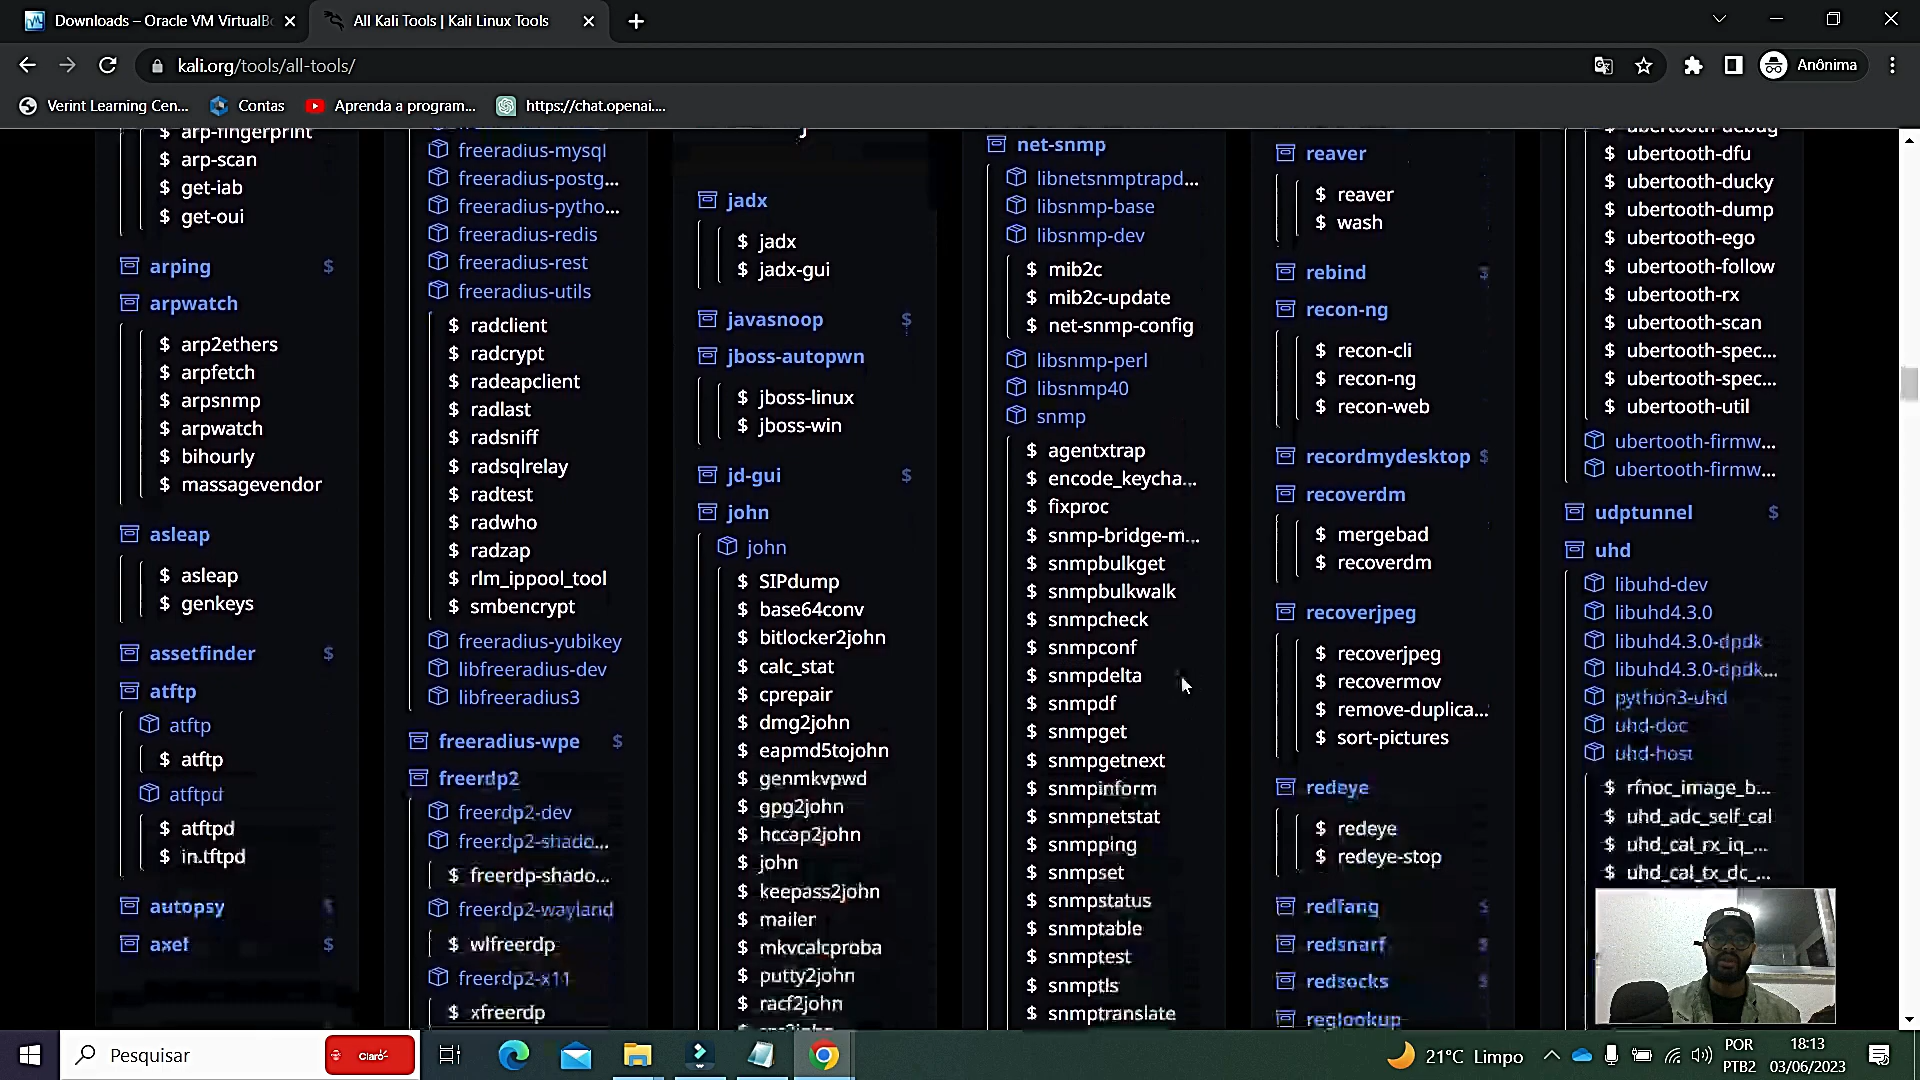 Downloads – Oracle VM VirtualB
All Kali Tools | Kali Linux Tools
kali.org/tools/all-tools/
Anônima
Verint Learning Cen...
Contas
Aprenda a program...
https://chat.openai....
arp-fingerprint
$ arp-scan
$ get-iab
$ get-oui
arping $
arpwatch
$ arp2ethers
$ arpfetch
$ arpsnmp
$ arpwatch
$ bihourly
$ massagevendor
asleap
$ asleap
$ genkeys
assetfinder $
atftp
atftp
$ atftp
atftpd
$ atftpd
$ in.tftpd
autopsy $
axel $
freeradius-mysql
freeradius-postg...
freeradius-pytho...
freeradius-redis
freeradius-rest
freeradius-utils
$ radclient
$ radcrypt
$ radeapclient
$ radlast
$ radsniff
$ radsqlrelay
$ radtest
$ radwho
$ radzap
$ rlm_ippool_tool
$ smbencrypt
freeradius-yubikey
libfreeradius-dev
libfreeradius3
freeradius-wpe $
freerdp2
freerdp2-dev
freerdp2-shado...
$ freerdp-shado...
freerdp2-wayland
$ wlfreerdp
freerdp2-x11
$ xfreerdp
jadx
$ jadx
$ jadx-gui
javasnoop $
jboss-autopwn
$ jboss-linux
$ jboss-win
jd-gui $
john
john
$ SIPdump
$ base64conv
$ bitlocker2john
$ calc_stat
$ cprepair
$ dmg2john
$ eapmd5tojohn
$ genmkvpwd
$ gpg2john
$ hccap2john
$ john
$ keepass2john
$ mailer
$ mkvcalcproba
$ putty2john
$ racf2john
net-snmp
libnetsnmptrapd...
libsnmp-base
libsnmp-dev
$ mib2c
$ mib2c-update
$ net-snmp-config
libsnmp-perl
libsnmp40
snmp
$ agentxtrap
$ encode_keycha...
$ fixproc
$ snmp-bridge-m...
$ snmpbulkget
$ snmpbulkwalk
$ snmpcheck
$ snmpconf
$ snmpdelta
$ snmpdf
$ snmpget
$ snmpgetnext
$ snmpinform
$ snmpnetstat
$ snmpping
$ snmpset
$ snmpstatus
$ snmptable
$ snmptest
$ snmptls
$ snmptranslate
reaver
$ reaver
$ wash
rebind $
recon-ng
$ recon-cli
$ recon-ng
$ recon-web
recordmydesktop $
recoverdm
$ mergebad
$ recoverdm
recoverjpeg
$ recoverjpeg
$ recovermov
$ remove-duplica...
$ sort-pictures
redeye
$ redeye
$ redeye-stop
redfang $
redsnarf $
redsocks $
reglookup
ubertooth-debug
$ ubertooth-dfu
$ ubertooth-ducky
$ ubertooth-dump
$ ubertooth-ego
$ ubertooth-follow
$ ubertooth-rx
$ ubertooth-scan
$ ubertooth-spec...
$ ubertooth-spec...
$ ubertooth-util
ubertooth-firmw...
ubertooth-firmw...
udptunnel $
uhd
libuhd-dev
libuhd4.3.0
libuhd4.3.0-dpdk
libuhd4.3.0-dpdk...
python3-uhd
uhd-doc
uhd-host
$ rfnoc_image_b...
$ uhd_adc_self_cal
$ uhd_cal_rx_iq_...
$ uhd_cal_tx_dc_...
Pesquisar
Claro
21°C Limpo
POR
PTB2
18:13
03/06/2023